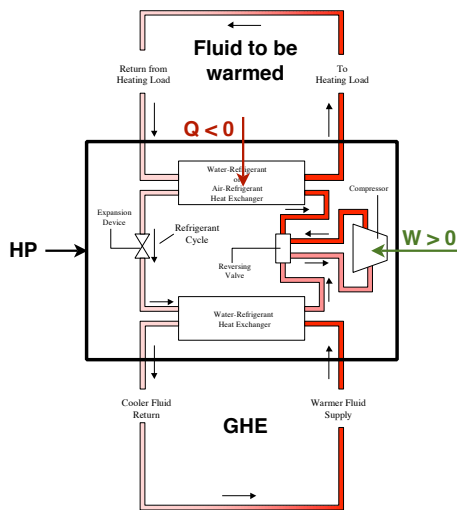 Fluid to be
warmed
Return from
Heating Load
To
Heating Load
Q < 0
Water-Refrigerant
or
Air-Refrigerant
Heat Exchanger
Compressor
Expansion
Device
Refrigerant
Cycle
HP
W > 0
Reversing
Valve
Water-Refrigerant
Heat Exchanger
Cooler Fluid
Return
Warmer Fluid
Supply
GHE